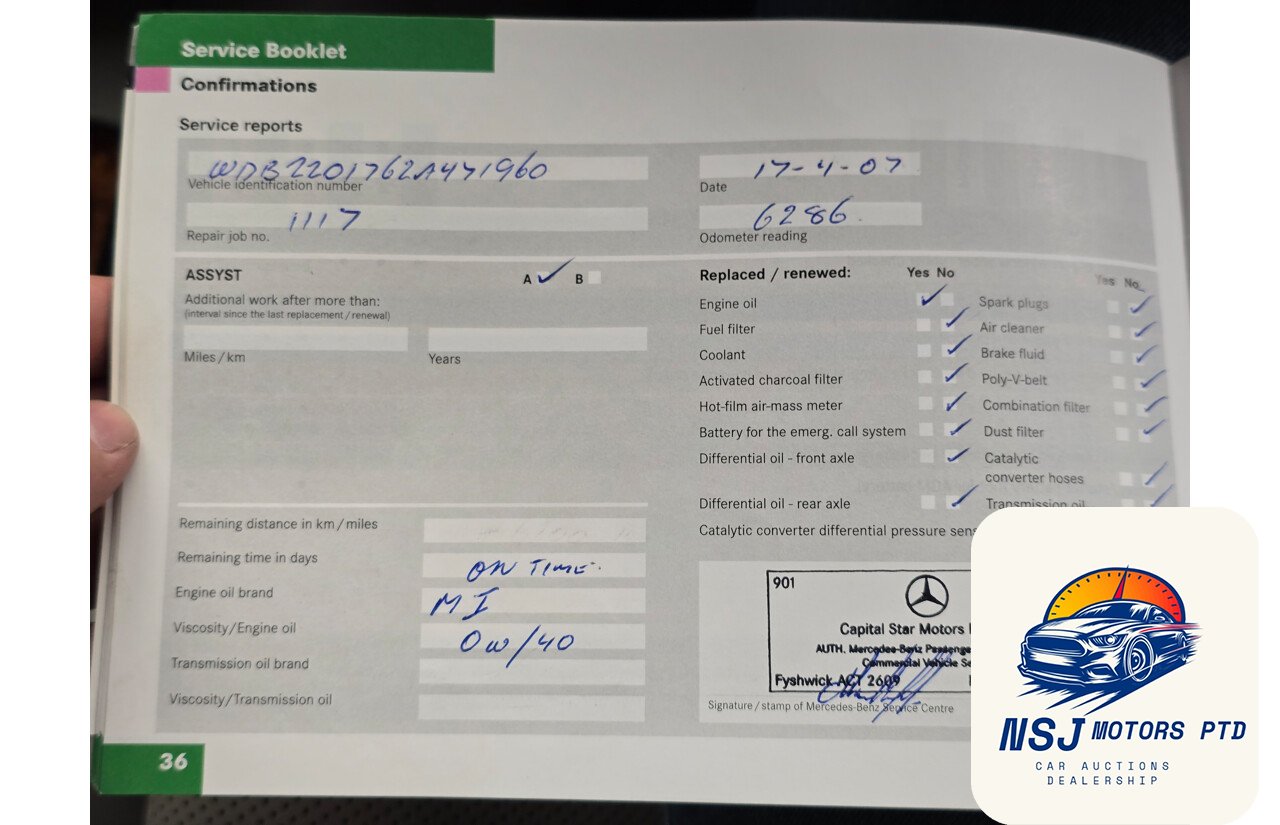 Service Booklet
Confirmations
Service reports
WDB2201762A471960
Vehicle identification number
17-4-07
Date
1117
Repair job no.
6286
Odometer reading
ASSYST
A B
Additional work after more than:
(interval since the last replacement / renewal)
Miles/km
Years
Replaced / renewed:
Yes No
Engine oil
Fuel filter
Coolant
Activated charcoal filter
Hot-film air-mass meter
Battery for the emerg. call system
Differential oil - front axle
Differential oil - rear axle
Catalytic converter differential pressure sen
Yes No
Spark plugs
Air cleaner
Brake fluid
Poly-V-belt
Combination filter
Dust filter
Catalytic
converter hoses
Transmission oil
Remaining distance in km/miles
Remaining time in days
ON TIME.
Engine oil brand
MI
Viscosity/Engine oil
0w/40
Transmission oil brand
Viscosity/Transmission oil
901
Capital Star Motors
AUTH. Mercedes-Benz Passenge
Commercial Vehicle Se
Fyshwick ACT 2609
Signature/stamp of Mercedes-Benz Service Centre
36
NSJ MOTORS PTD
CAR AUCTIONS
DEALERSHIP